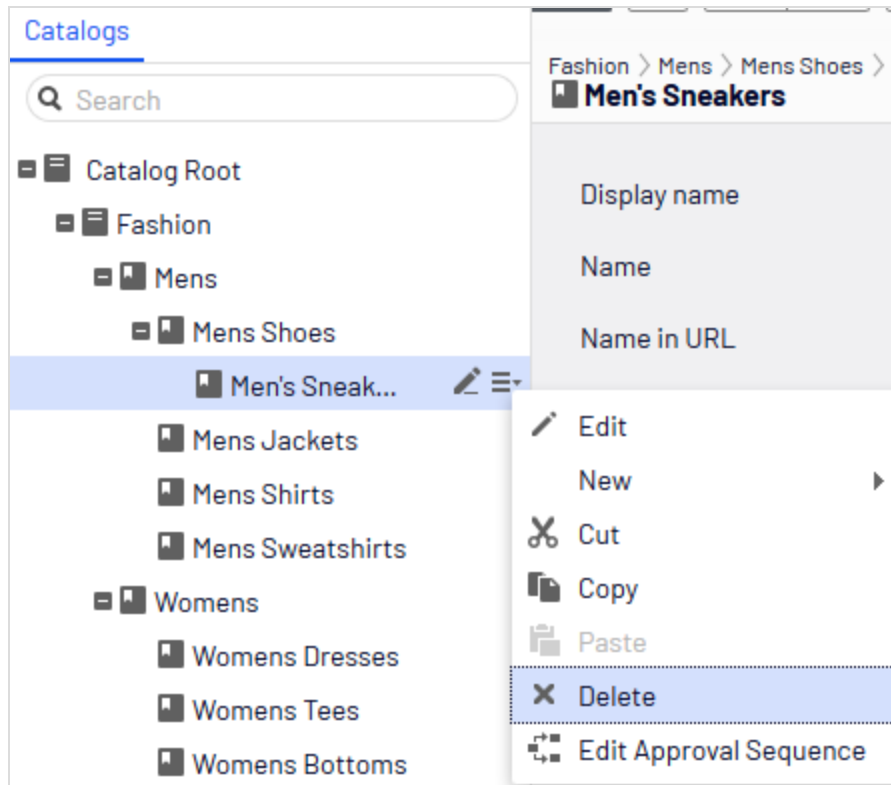 Catalogs
Search
Catalog Root
Fashion
Mens
Mens Shoes
Men's Sneak...
Mens Jackets
Mens Shirts
Mens Sweatshirts
Womens
Womens Dresses
Womens Tees
Womens Bottoms
Fashion > Mens > Mens Shoes >
Men's Sneakers
Display name
Name
Name in URL
Edit
New
Cut
Copy
Paste
Delete
Edit Approval Sequence